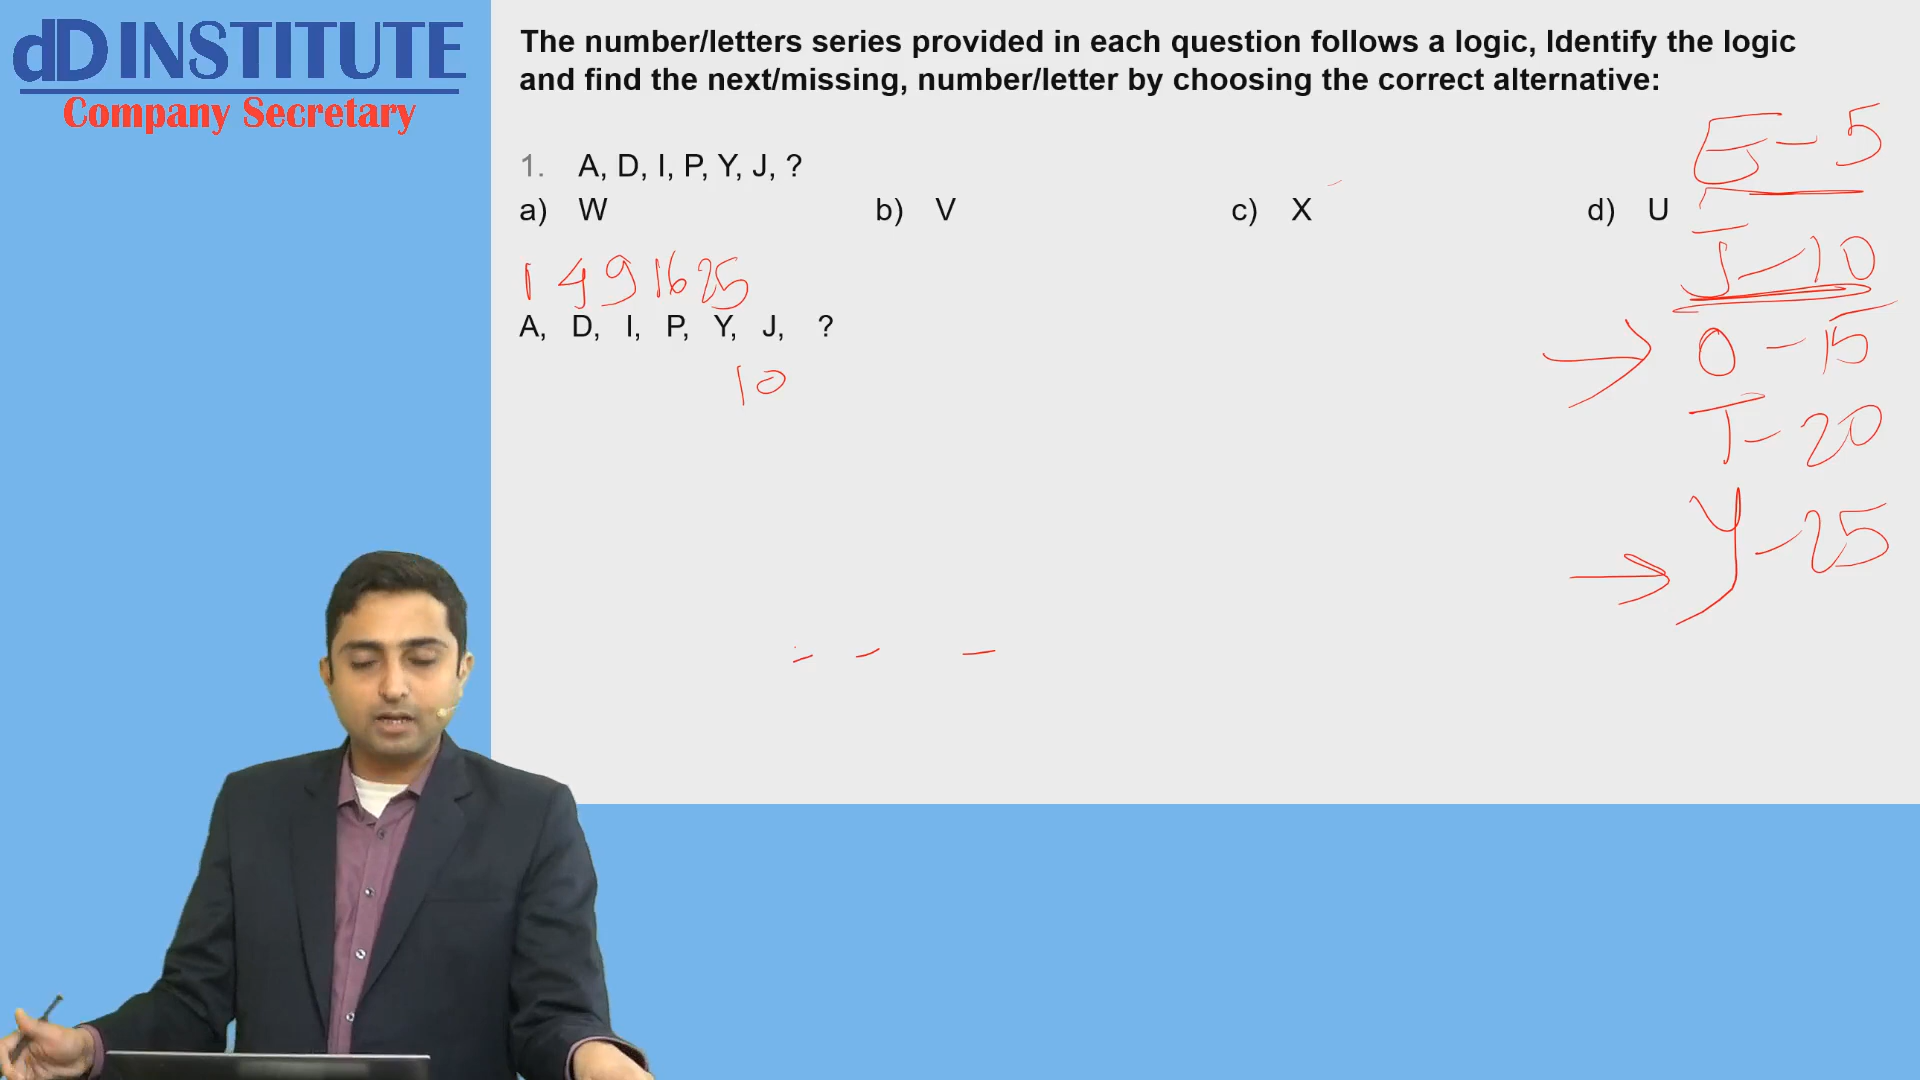 dD INSTITUTE
Company Secretary
The number/letters series provided in each question follows a logic, Identify the logic
and find the next/missing, number/letter by choosing the correct alternative:
1. A, D, I, P, Y, J, ?
a) W b) V c) X d) U
1 4 9 16 25
A, D, I, P, Y, J, ?
10
E - 5
J - 10
O - 15
T - 20
Y - 25